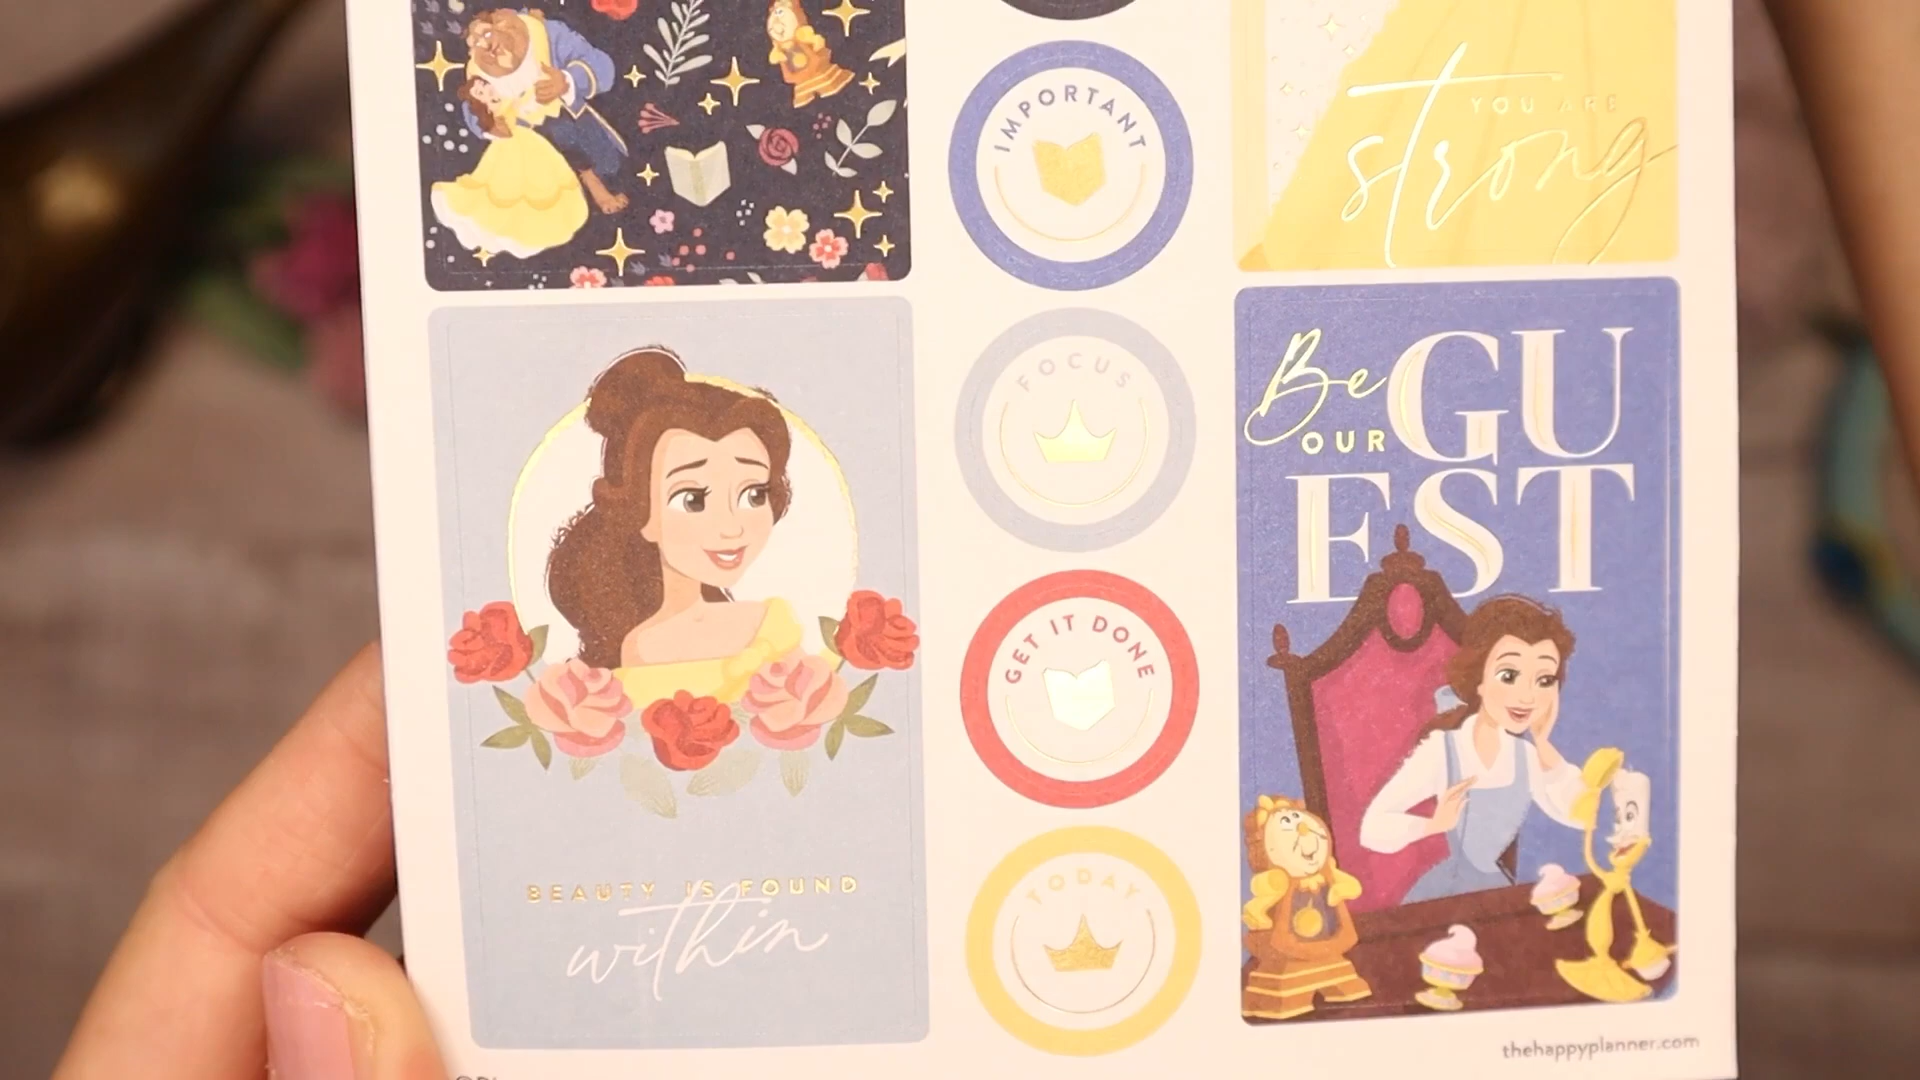 YOU ARE
strong
IMPORTANT
FOCUS
GET IT DONE
TODAY
BEAUTY IS FOUND
within
Be
OUR
GU
EST
thehappyplanner.com